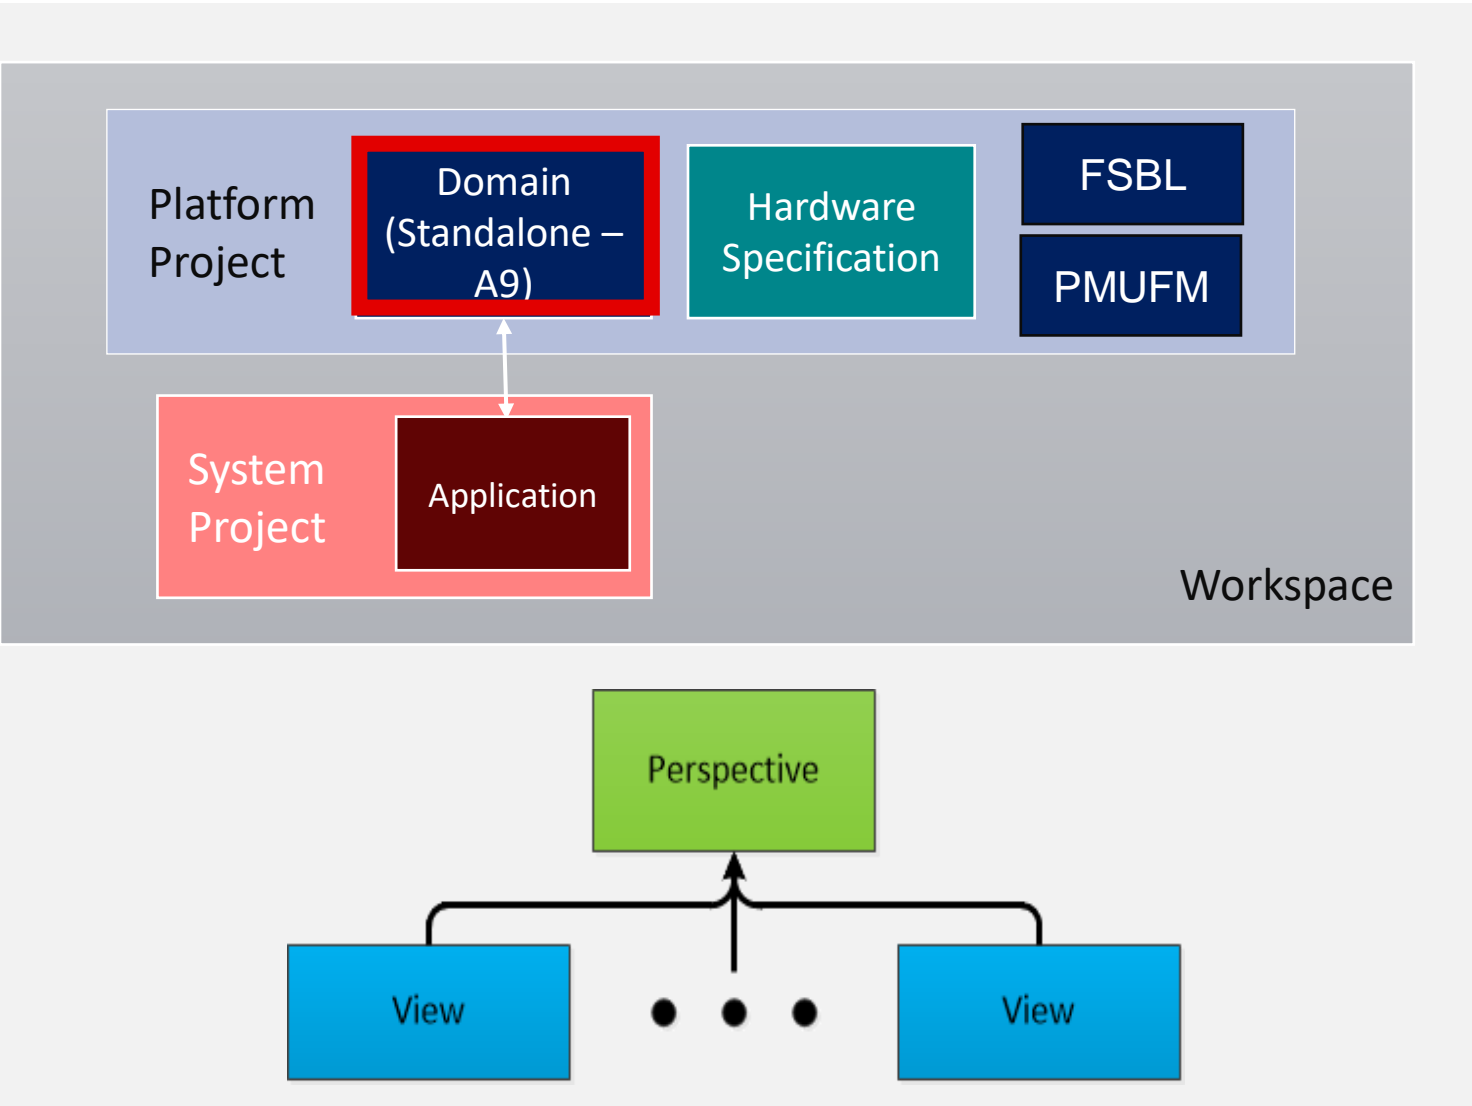 Platform
Project
Domain
(Standalone –
A9)
Hardware
Specification
FSBL
PMUFM
System
Project
Application
Workspace
Perspective
View
View